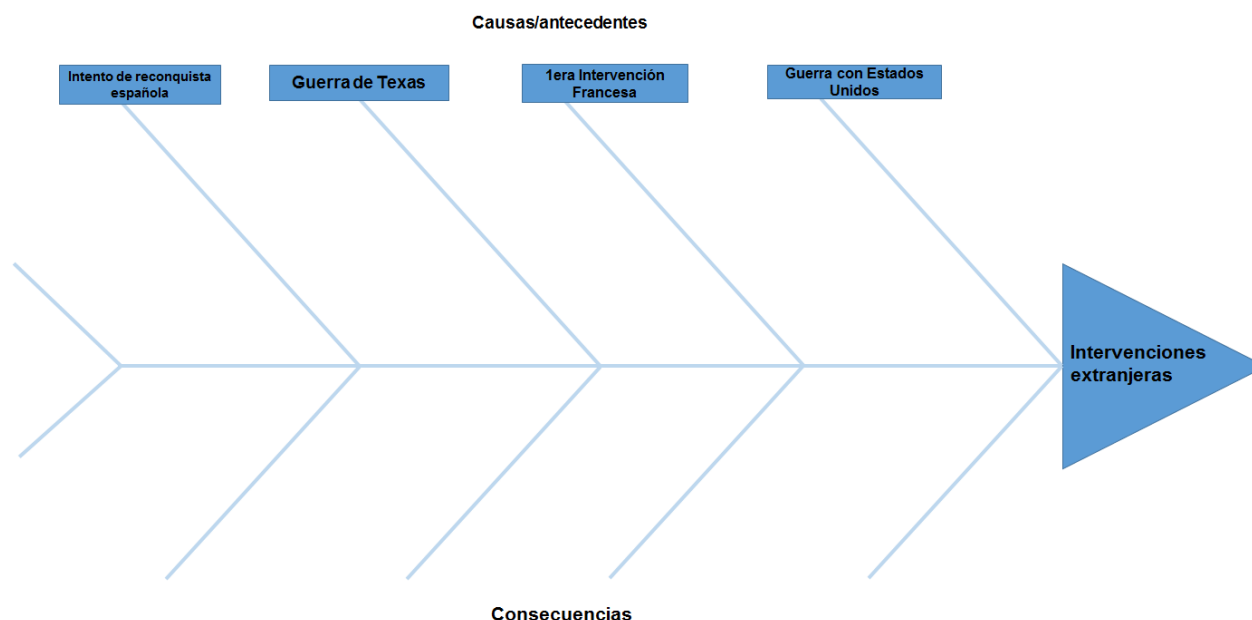 Causas/antecedentes
Intento de reconquista
española
Guerra de Texas
1era Intervención
Francesa
Guerra con Estados
Unidos
Intervenciones
extranjeras
Consecuencias